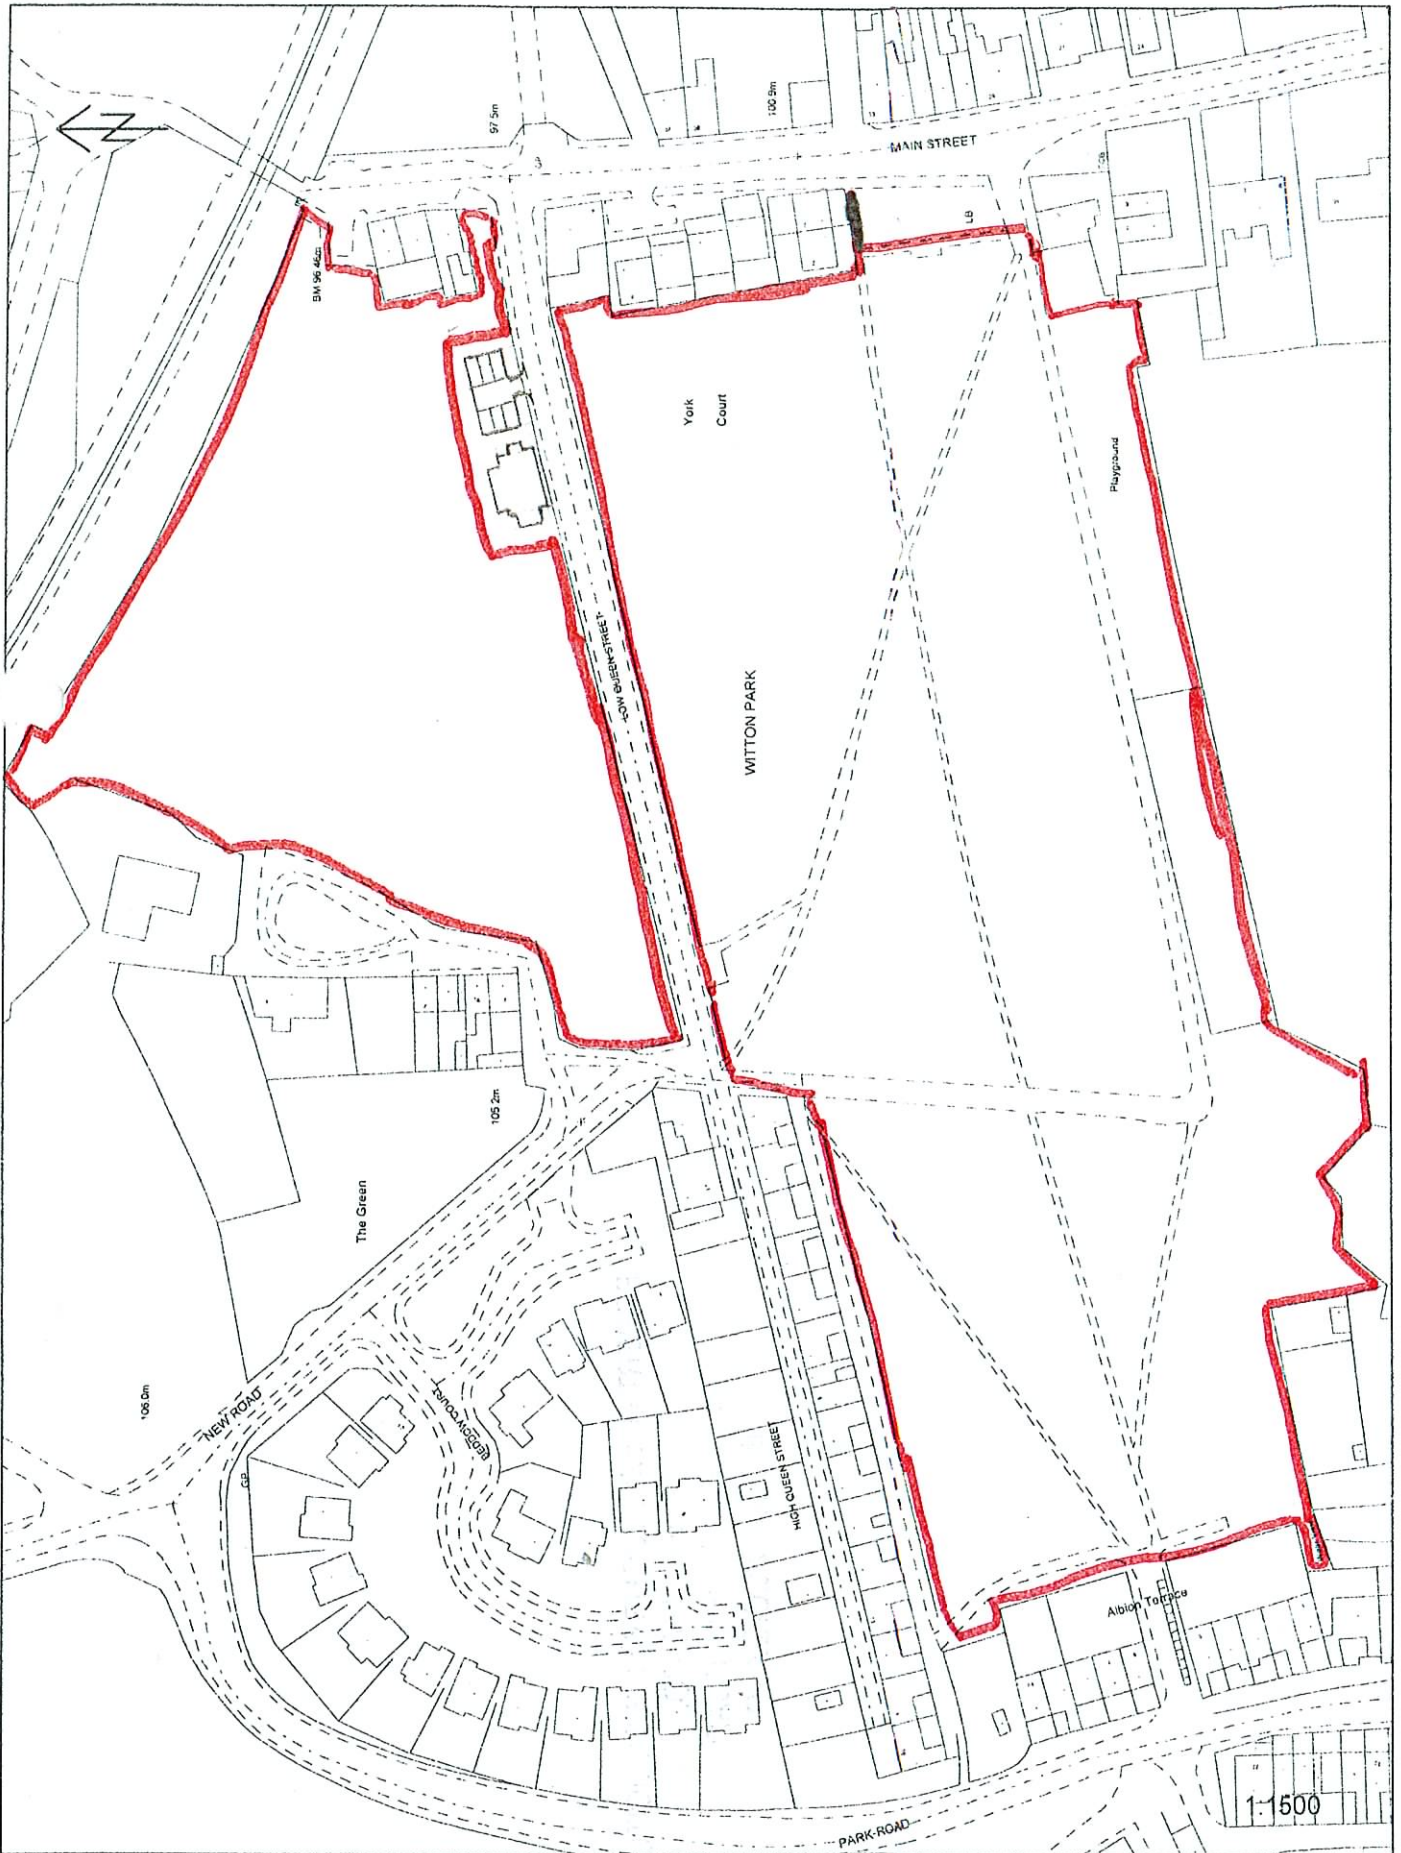 N
97.5m
100.9m
MAIN STREET
BM 96.46m
LB
York
Court
Playground
LOW QUEEN STREET
WITTON PARK
105.2m
The Green
106.0m
NEW ROAD
BEDDOW COURT
GP
HIGH QUEEN STREET
Albion Terrace
PARK ROAD
1:1500